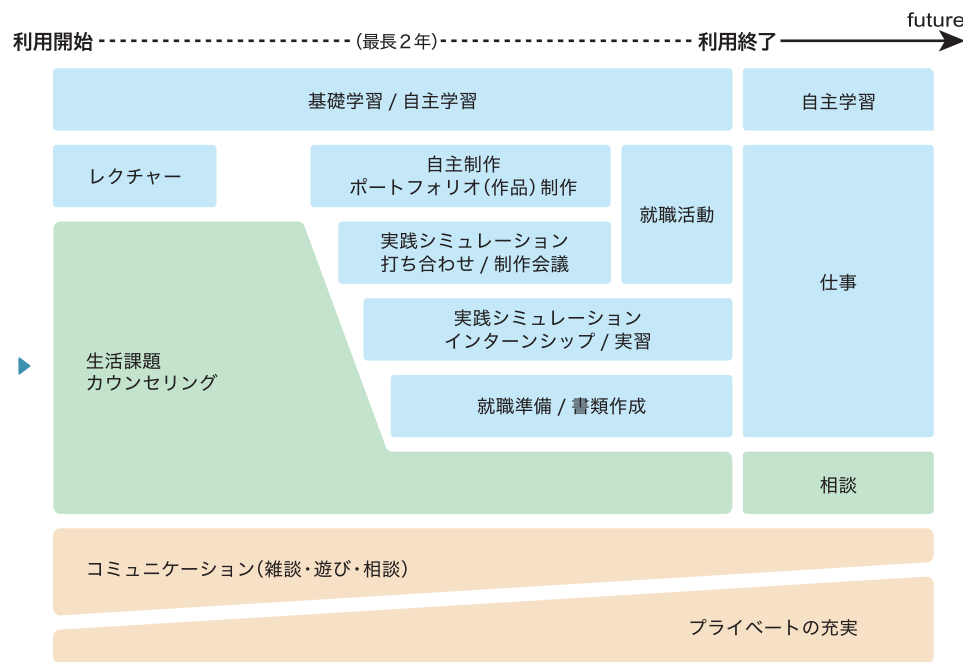 future
利用開始 (最長2年) 利用終了
基礎学習 / 自主学習
自主学習
レクチャー
自主制作
ポートフォリオ(作品)制作
就職活動
実践シミュレーション
打ち合わせ / 制作会議
仕事
実践シミュレーション
インターンシップ / 実習
生活課題
カウンセリング
就職準備 / 書類作成
相談
コミュニケーション(雑談・遊び・相談)
プライベートの充実